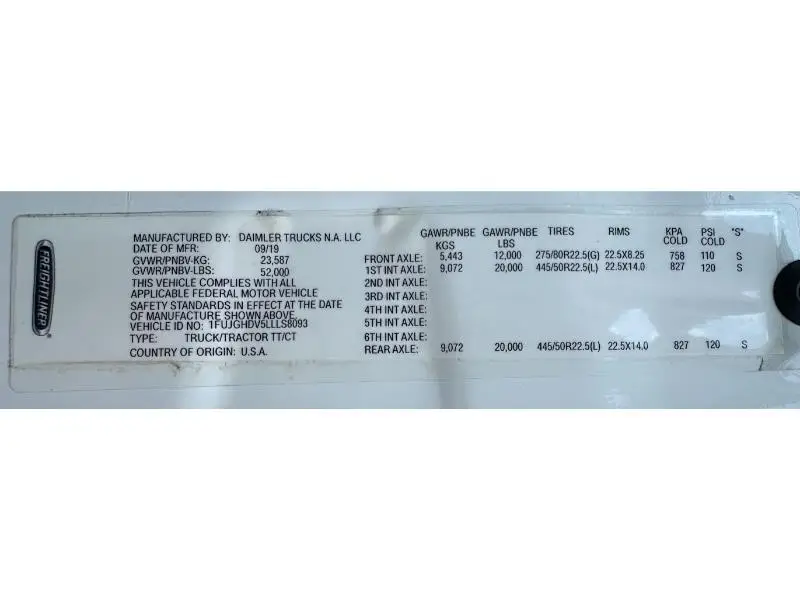 FREIGHTLINER
MANUFACTURED BY: DAIMLER TRUCKS N.A. LLC
DATE OF MFR: 09/19
GVWR/PNBV-KG: 23,587
GVWR/PNBV-LBS: 52,000
THIS VEHICLE COMPLIES WITH ALL
APPLICABLE FEDERAL MOTOR VEHICLE
SAFETY STANDARDS IN EFFECT AT THE DATE
OF MANUFACTURE SHOWN ABOVE.
VEHICLE ID NO: 1FUJGHDV5LLLS8093
TYPE: TRUCK/TRACTOR TT/CT
COUNTRY OF ORIGIN: U.S.A.
GAWR/PNBE GAWR/PNBE TIRES RIMS KPA PSI "S"
KGS LBS COLD COLD
FRONT AXLE: 5,443 12,000 275/80R22.5(G) 22.5X8.25 758 110 S
1ST INT AXLE: 9,072 20,000 445/50R22.5(L) 22.5X14.0 827 120 S
2ND INT AXLE:
3RD INT AXLE:
4TH INT AXLE:
5TH INT AXLE:
6TH INT AXLE:
REAR AXLE: 9,072 20,000 445/50R22.5(L) 22.5X14.0 827 120 S